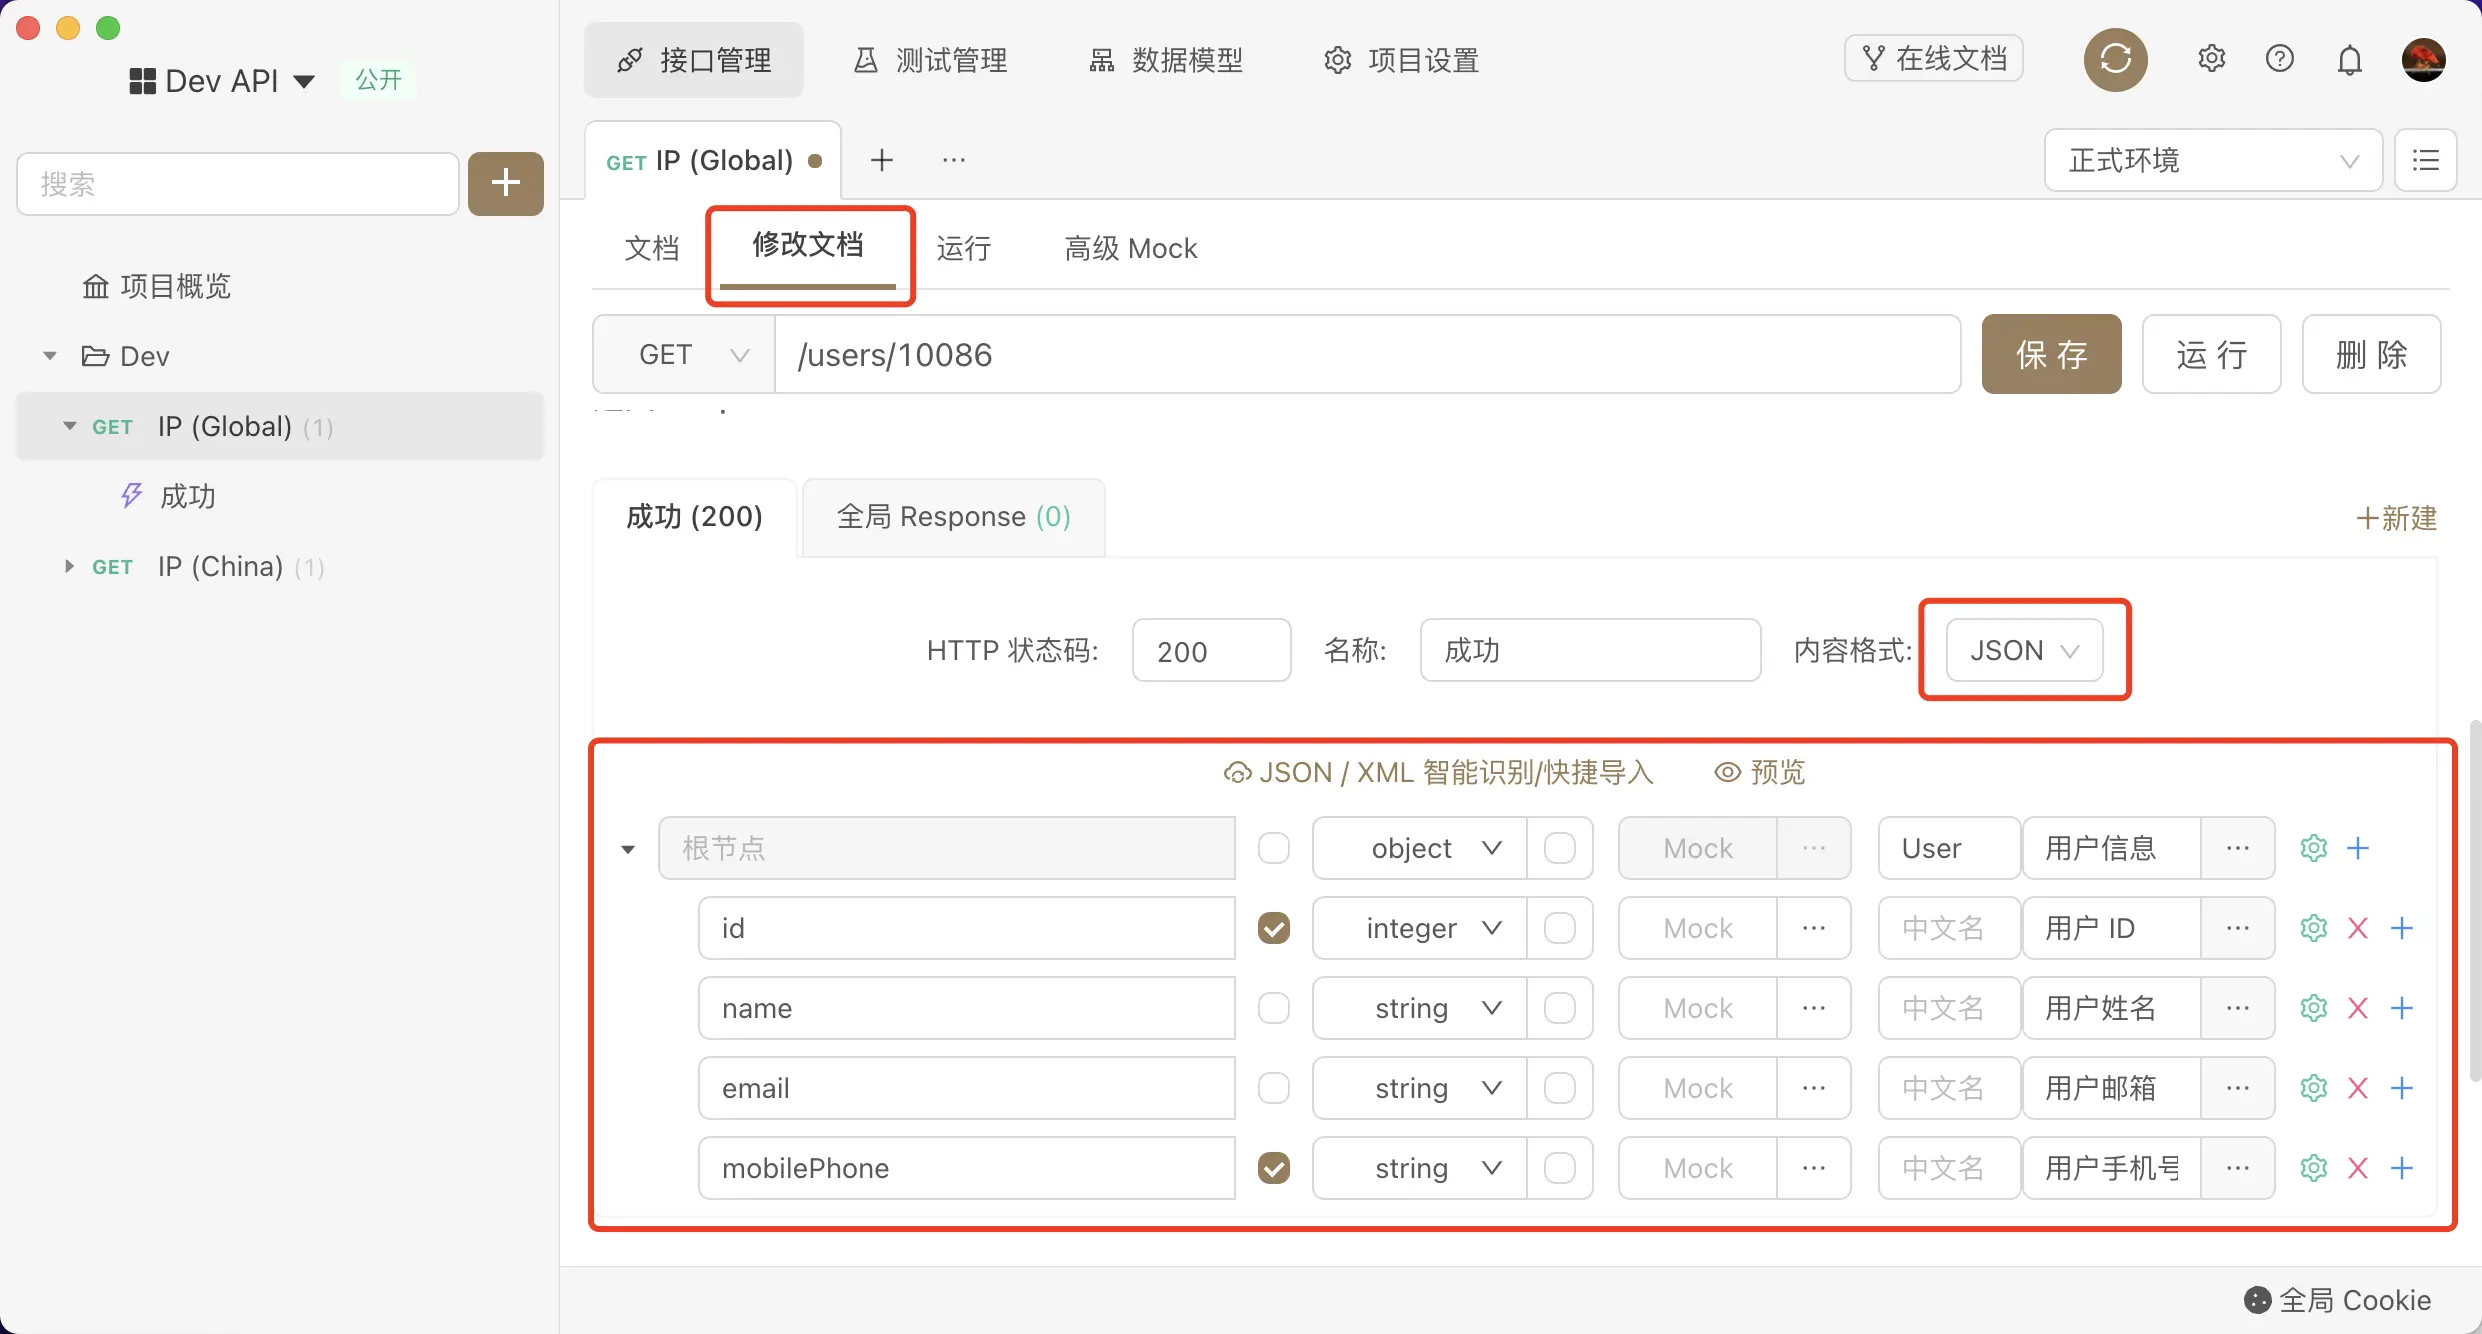 Dev API 公开
搜索
项目概览
Dev
GET IP (Global) (1)
成功
GET IP (China) (1)
接口管理 测试管理 数据模型 项目设置 在线文档
GET IP (Global) ··· 正式环境
文档 修改文档 运行 高级 Mock
GET /users/10086 保存 运行 删除
成功 (200) 全局 Response (0) +新建
HTTP 状态码: 200 名称: 成功 内容格式: JSON
JSON / XML 智能识别/快捷导入 预览
根节点 object Mock ··· User 用户信息 ···
id integer Mock ··· 中文名 用户 ID ···
name string Mock ··· 中文名 用户姓名 ···
email string Mock ··· 中文名 用户邮箱 ···
mobilePhone string Mock ··· 中文名 用户手机号 ···
全局 Cookie